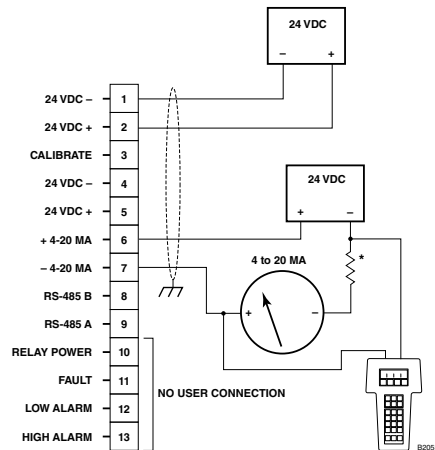 24 VDC
– +
24 VDC – 1
24 VDC + 2
CALIBRATE 3
24 VDC – 4
24 VDC + 5
+ 4-20 MA 6
– 4-20 MA 7
RS-485 B 8
RS-485 A 9
RELAY POWER 10
FAULT 11
LOW ALARM 12
HIGH ALARM 13
24 VDC
+ –
4 to 20 MA
*
+ –
NO USER CONNECTION
B205